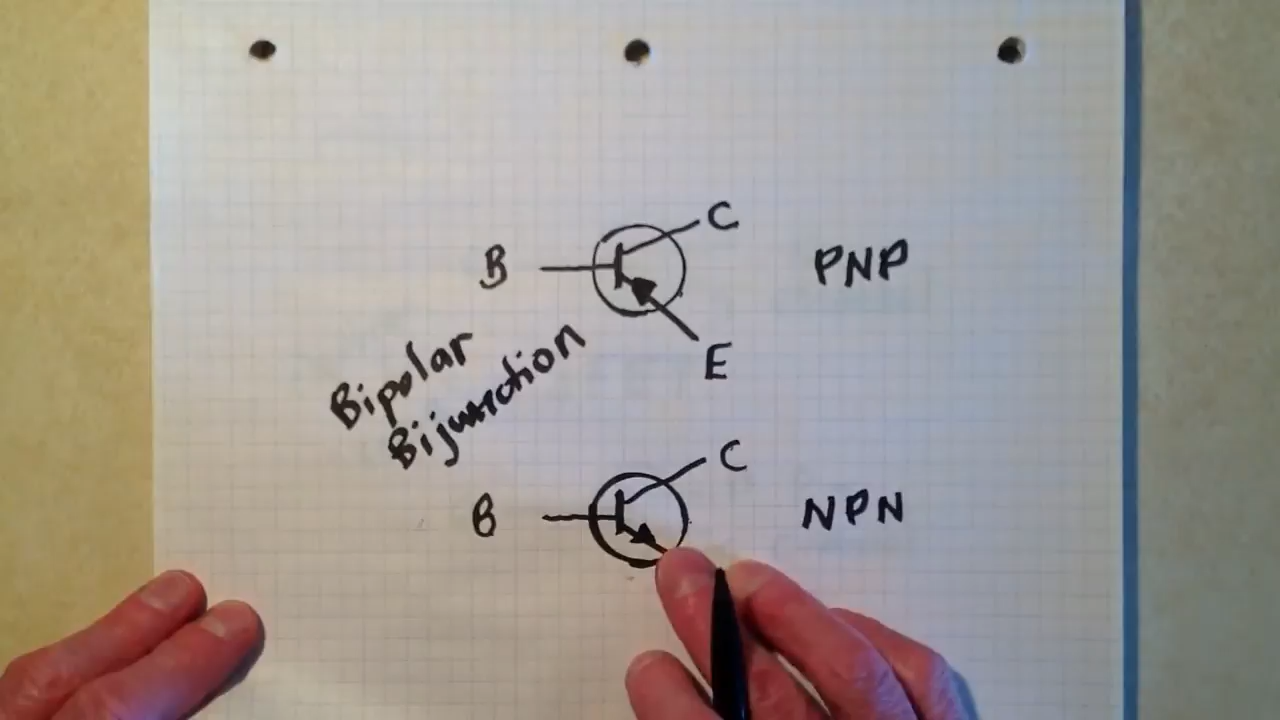 C
B PNP
E
Bipolar
Bijunction
C
B NPN